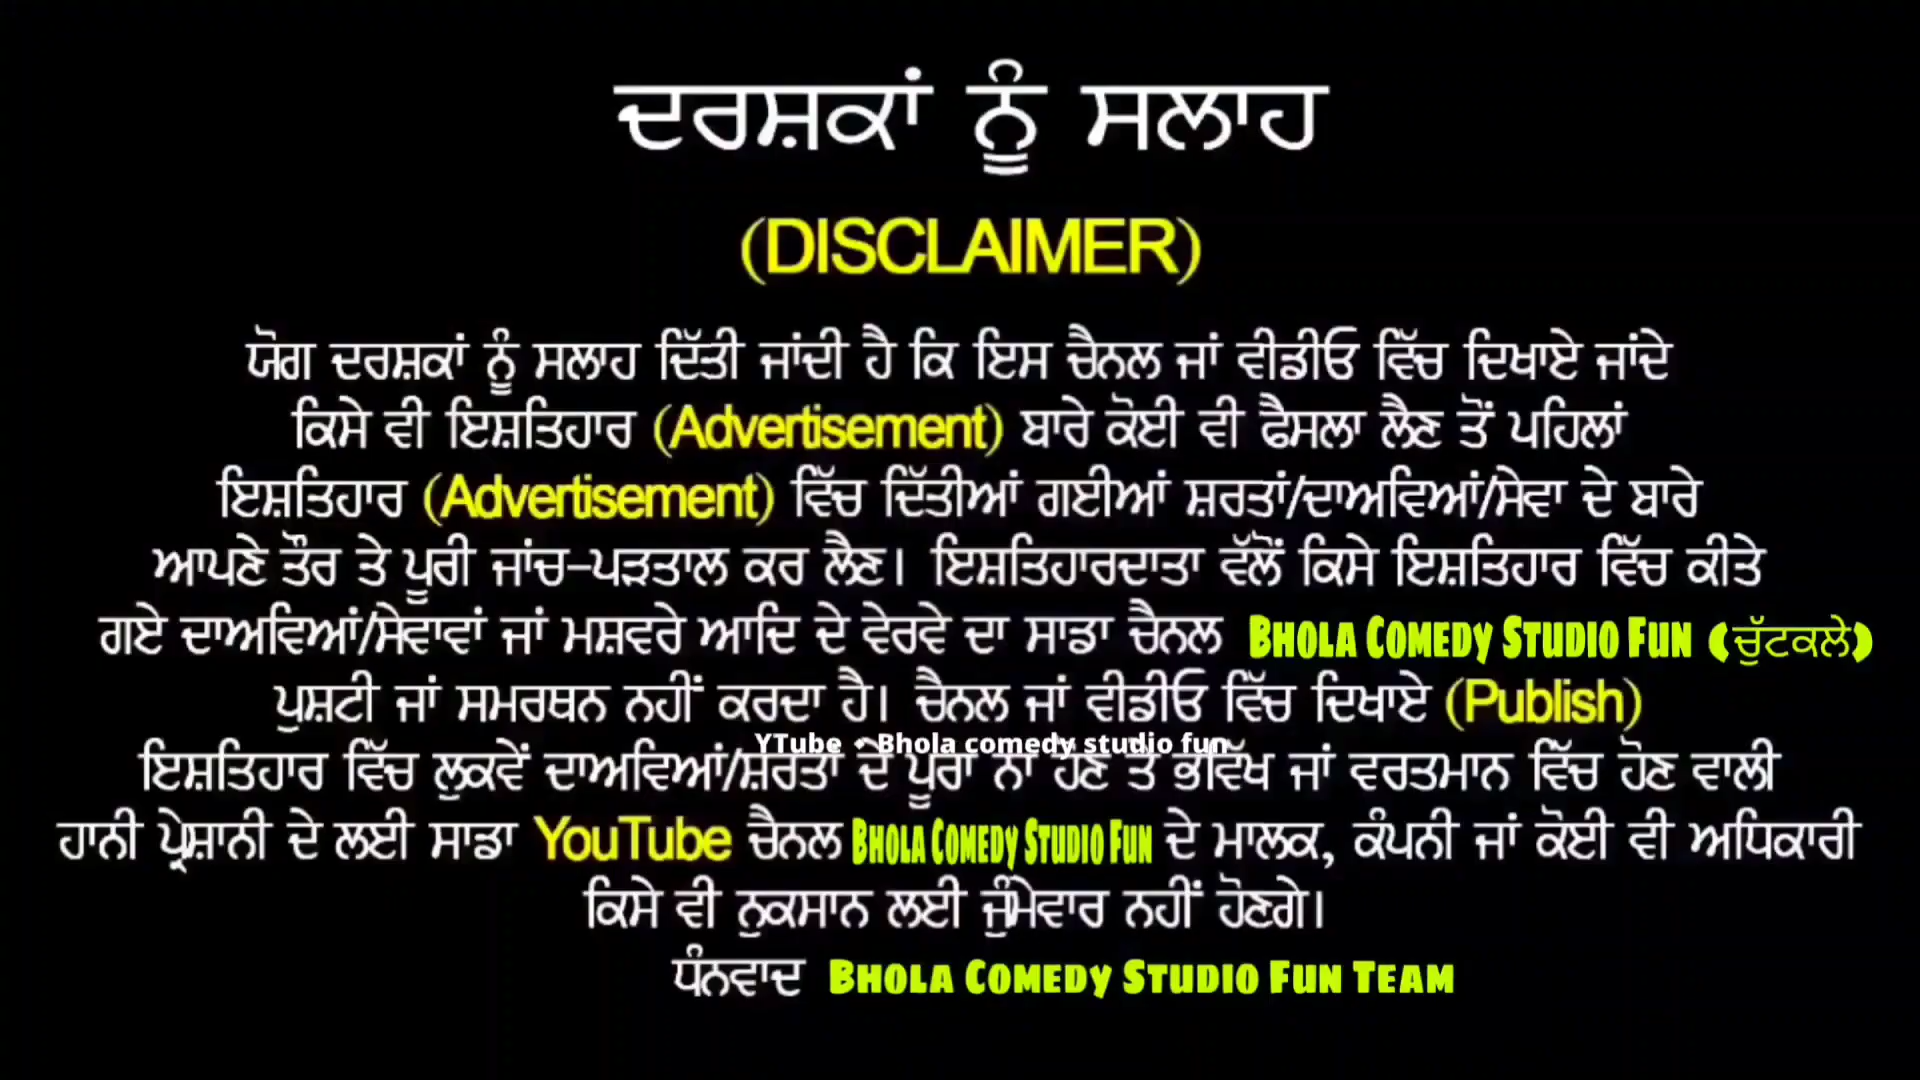 ਦਰਸ਼ਕਾਂ ਨੂੰ ਸਲਾਹ
(DISCLAIMER)
ਯੋਗ ਦਰਸ਼ਕਾਂ ਨੂੰ ਸਲਾਹ ਦਿੱਤੀ ਜਾਂਦੀ ਹੈ ਕਿ ਇਸ ਚੈਨਲ ਜਾਂ ਵੀਡੀਓ ਵਿੱਚ ਦਿਖਾਏ ਜਾਂਦੇ
ਕਿਸੇ ਵੀ ਇਸ਼ਤਿਹਾਰ (Advertisement) ਬਾਰੇ ਕੋਈ ਵੀ ਫੈਸਲਾ ਲੈਣ ਤੋਂ ਪਹਿਲਾਂ
ਇਸ਼ਤਿਹਾਰ (Advertisement) ਵਿੱਚ ਦਿੱਤੀਆਂ ਗਈਆਂ ਸ਼ਰਤਾਂ/ਦਾਅਵਿਆਂ/ਸੇਵਾ ਦੇ ਬਾਰੇ
ਆਪਣੇ ਤੌਰ ਤੇ ਪੂਰੀ ਜਾਂਚ-ਪੜਤਾਲ ਕਰ ਲੈਣ। ਇਸ਼ਤਿਹਾਰਦਾਤਾ ਵੱਲੋਂ ਕਿਸੇ ਇਸ਼ਤਿਹਾਰ ਵਿੱਚ ਕੀਤੇ
ਗਏ ਦਾਅਵਿਆਂ/ਸੇਵਾਵਾਂ ਜਾਂ ਮਸ਼ਵਰੇ ਆਦਿ ਦੇ ਵੇਰਵੇ ਦਾ ਸਾਡਾ ਚੈਨਲ BHOLA COMEDY STUDIO FUN (ਚੁੱਟਕਲੇ)
ਪੁਸ਼ਟੀ ਜਾਂ ਸਮਰਥਨ ਨਹੀਂ ਕਰਦਾ ਹੈ। ਚੈਨਲ ਜਾਂ ਵੀਡੀਓ ਵਿੱਚ ਦਿਖਾਏ (Publish)
YTube • Bhola comedy studio fun
ਇਸ਼ਤਿਹਾਰ ਵਿੱਚ ਲੁਕਵੇਂ ਦਾਅਵਿਆਂ/ਸ਼ਰਤਾਂ ਦੇ ਪੂਰਾ ਨਾ ਹੋਣ ਤੇ ਭਵਿੱਖ ਜਾਂ ਵਰਤਮਾਨ ਵਿੱਚ ਹੋਣ ਵਾਲੀ
ਹਾਨੀ ਪ੍ਰੇਸ਼ਾਨੀ ਦੇ ਲਈ ਸਾਡਾ YouTube ਚੈਨਲ BHOLA COMEDY STUDIO FUN ਦੇ ਮਾਲਕ, ਕੰਪਨੀ ਜਾਂ ਕੋਈ ਵੀ ਅਧਿਕਾਰੀ
ਕਿਸੇ ਵੀ ਨੁਕਸਾਨ ਲਈ ਜੁੰਮੇਵਾਰ ਨਹੀਂ ਹੋਣਗੇ।
ਧੰਨਵਾਦ BHOLA COMEDY STUDIO FUN TEAM